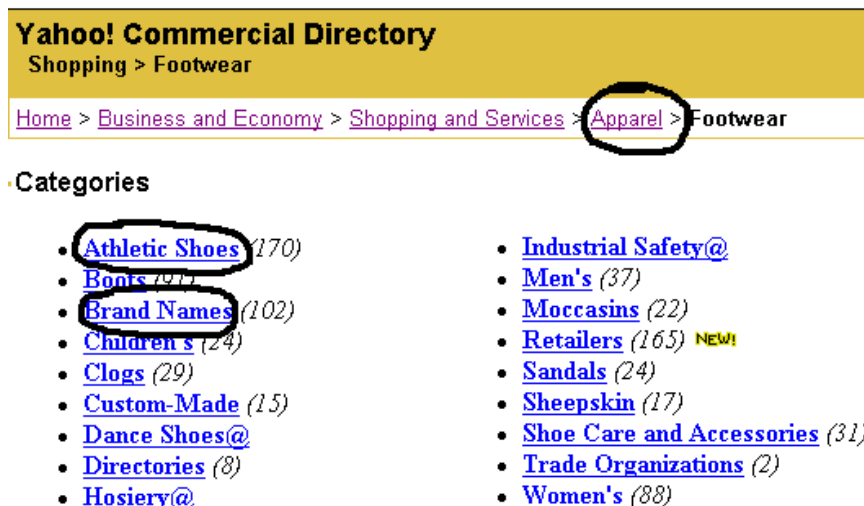 Yahoo! Commercial Directory
Shopping > Footwear
Home > Business and Economy > Shopping and Services > Apparel > Footwear
Categories
Athletic Shoes (170)
Boots (91)
Brand Names (102)
Children's (24)
Clogs (29)
Custom-Made (15)
Dance Shoes@
Directories (8)
Hosiery@
Industrial Safety@
Men's (37)
Moccasins (22)
Retailers (165) NEW!
Sandals (24)
Sheepskin (17)
Shoe Care and Accessories (31)
Trade Organizations (2)
Women's (88)